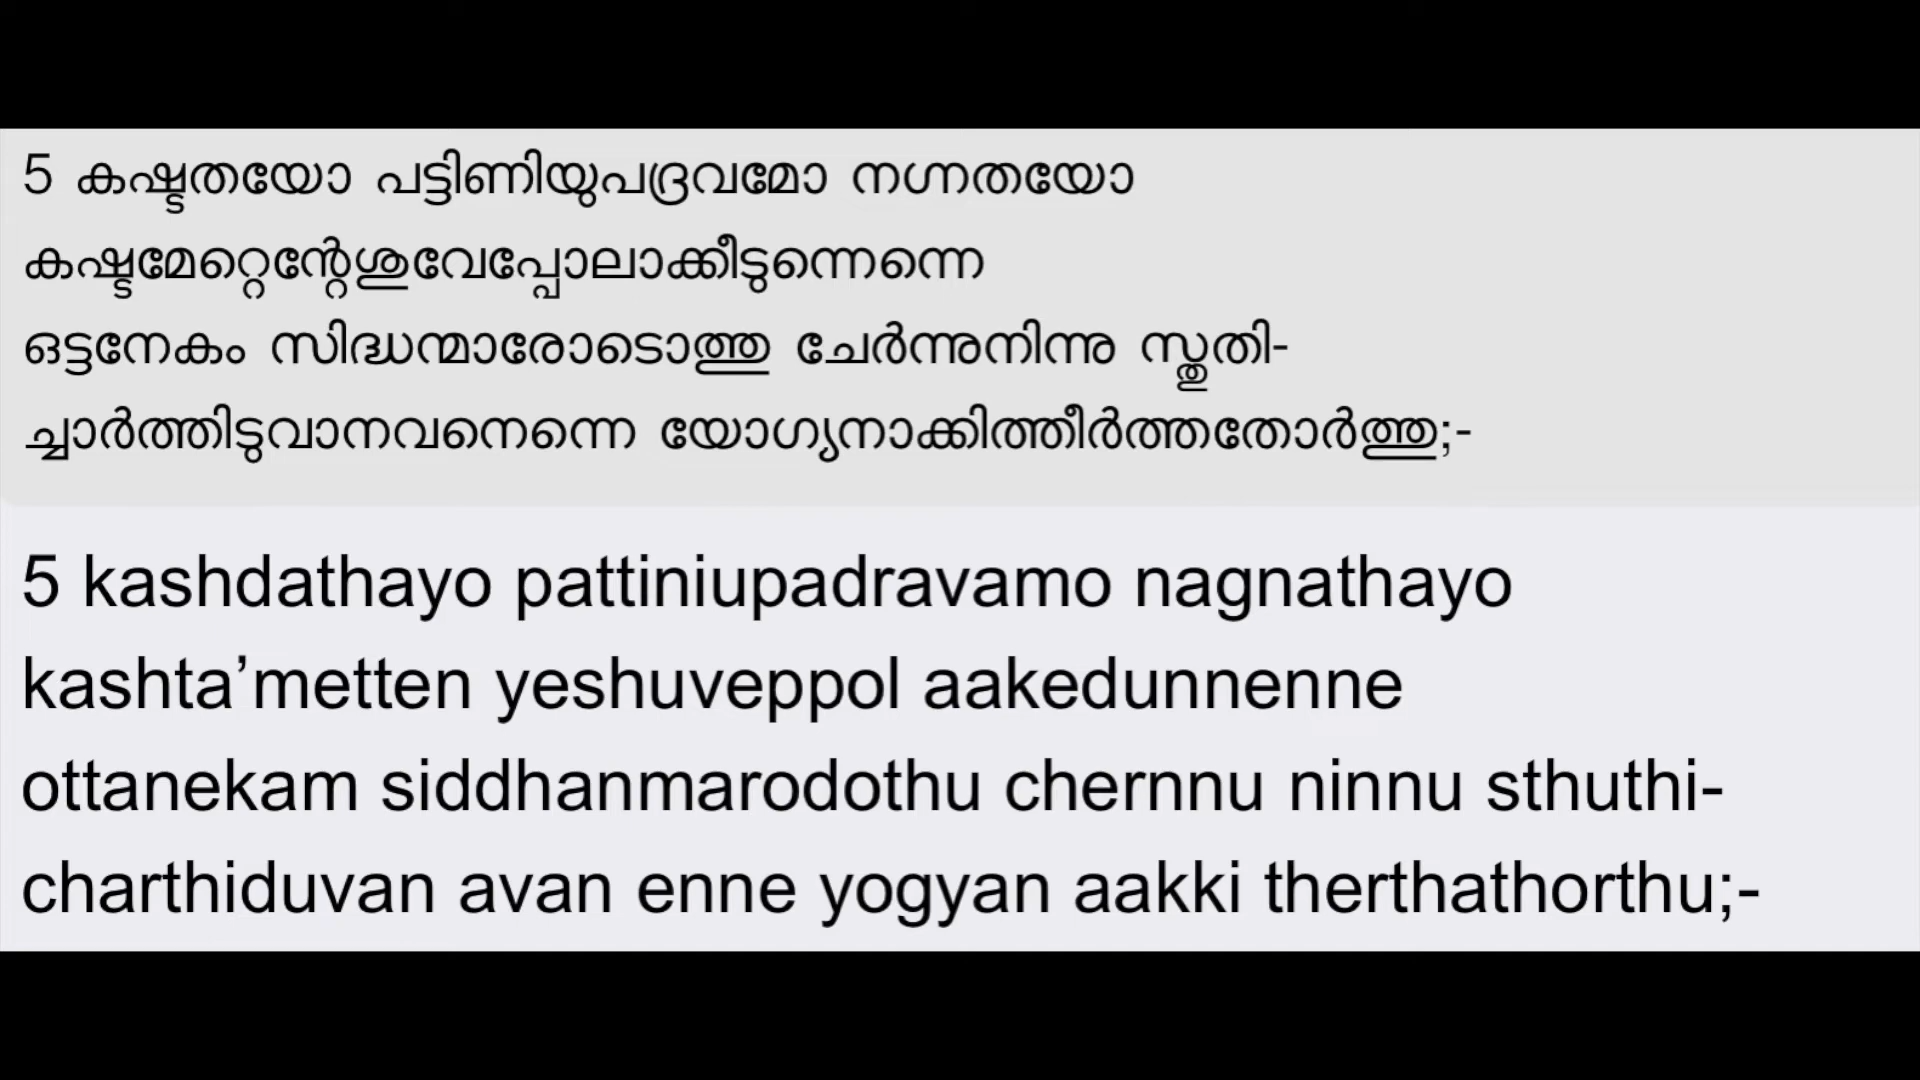 5 കഷ്ടതയോ പട്ടിണിയുപദ്രവമോ നഗ്നതയോ
കഷ്ടമേറ്റെന്റേശുവേപ്പോലാക്കീടുന്നെന്നെ
ഒട്ടനേകം സിദ്ധന്മാരോടൊത്തു ചേർന്നുനിന്നു സ്തുതി-
ച്ചാർത്തിടുവാനവനെന്നെ യോഗ്യനാക്കിത്തീർത്തതോർത്തു;-
5 kashdathayo pattiniupadravamo nagnathayo
kashta’metten yeshuveppol aakedunnenne
ottanekam siddhanmarodothu chernnu ninnu sthuthi-
charthiduvan avan enne yogyan aakki therthathorthu;-